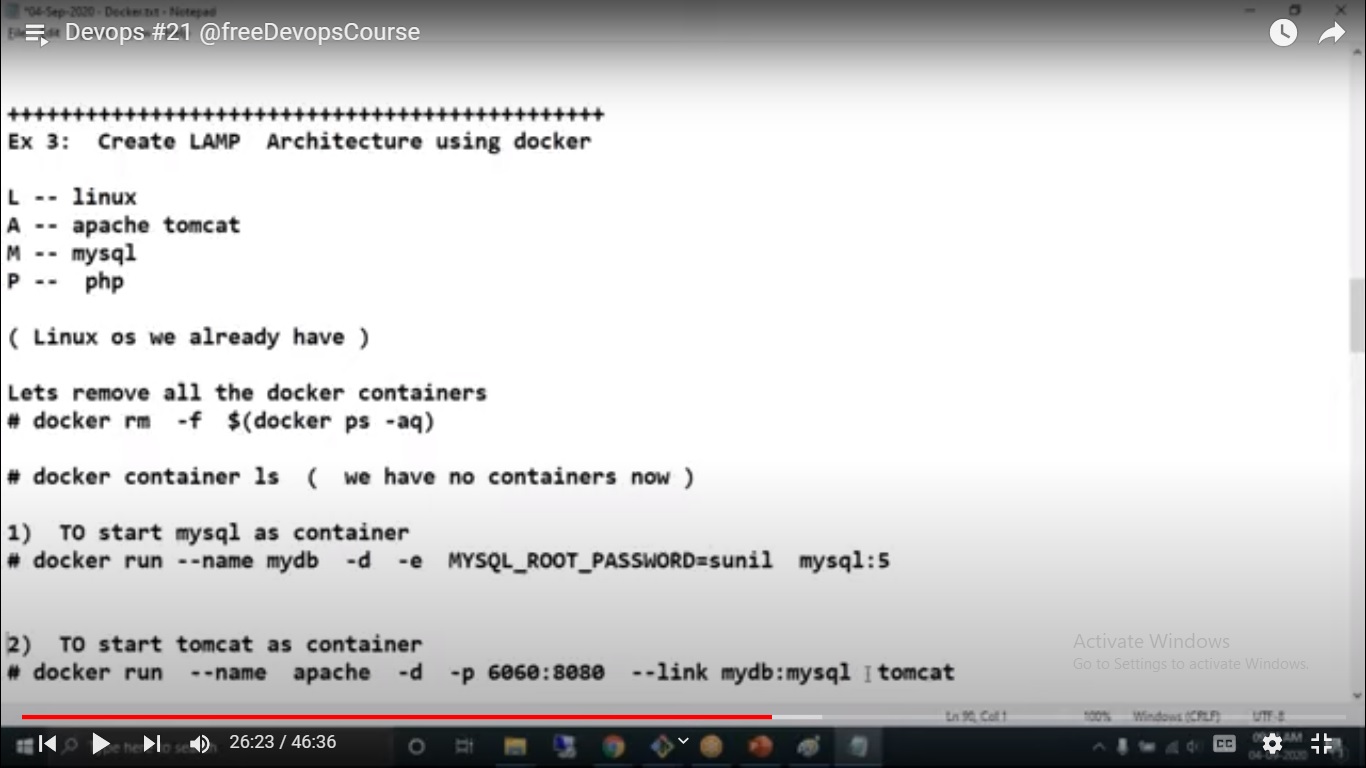 *04-Sep-2020 - Docker.txt - Notepad
Devops #21 @freeDevopsCourse
++++++++++++++++++++++++++++++++++++++++++++++
Ex 3:  Create LAMP  Architecture using docker
L -- linux
A -- apache tomcat
M -- mysql
P --  php
( Linux os we already have )
Lets remove all the docker containers
# docker rm  -f  $(docker ps -aq)
# docker container ls  (  we have no containers now )
1)  TO start mysql as container
# docker run --name mydb  -d  -e  MYSQL_ROOT_PASSWORD=sunil  mysql:5
2)  TO start tomcat as container
# docker run  --name  apache  -d  -p 6060:8080  --link mydb:mysql  tomcat
Activate Windows
Go to Settings to activate Windows.
Ln 90, Col 1 100% Windows (CRLF) UTF-8
26:23 / 46:36
CC
04-09-2020